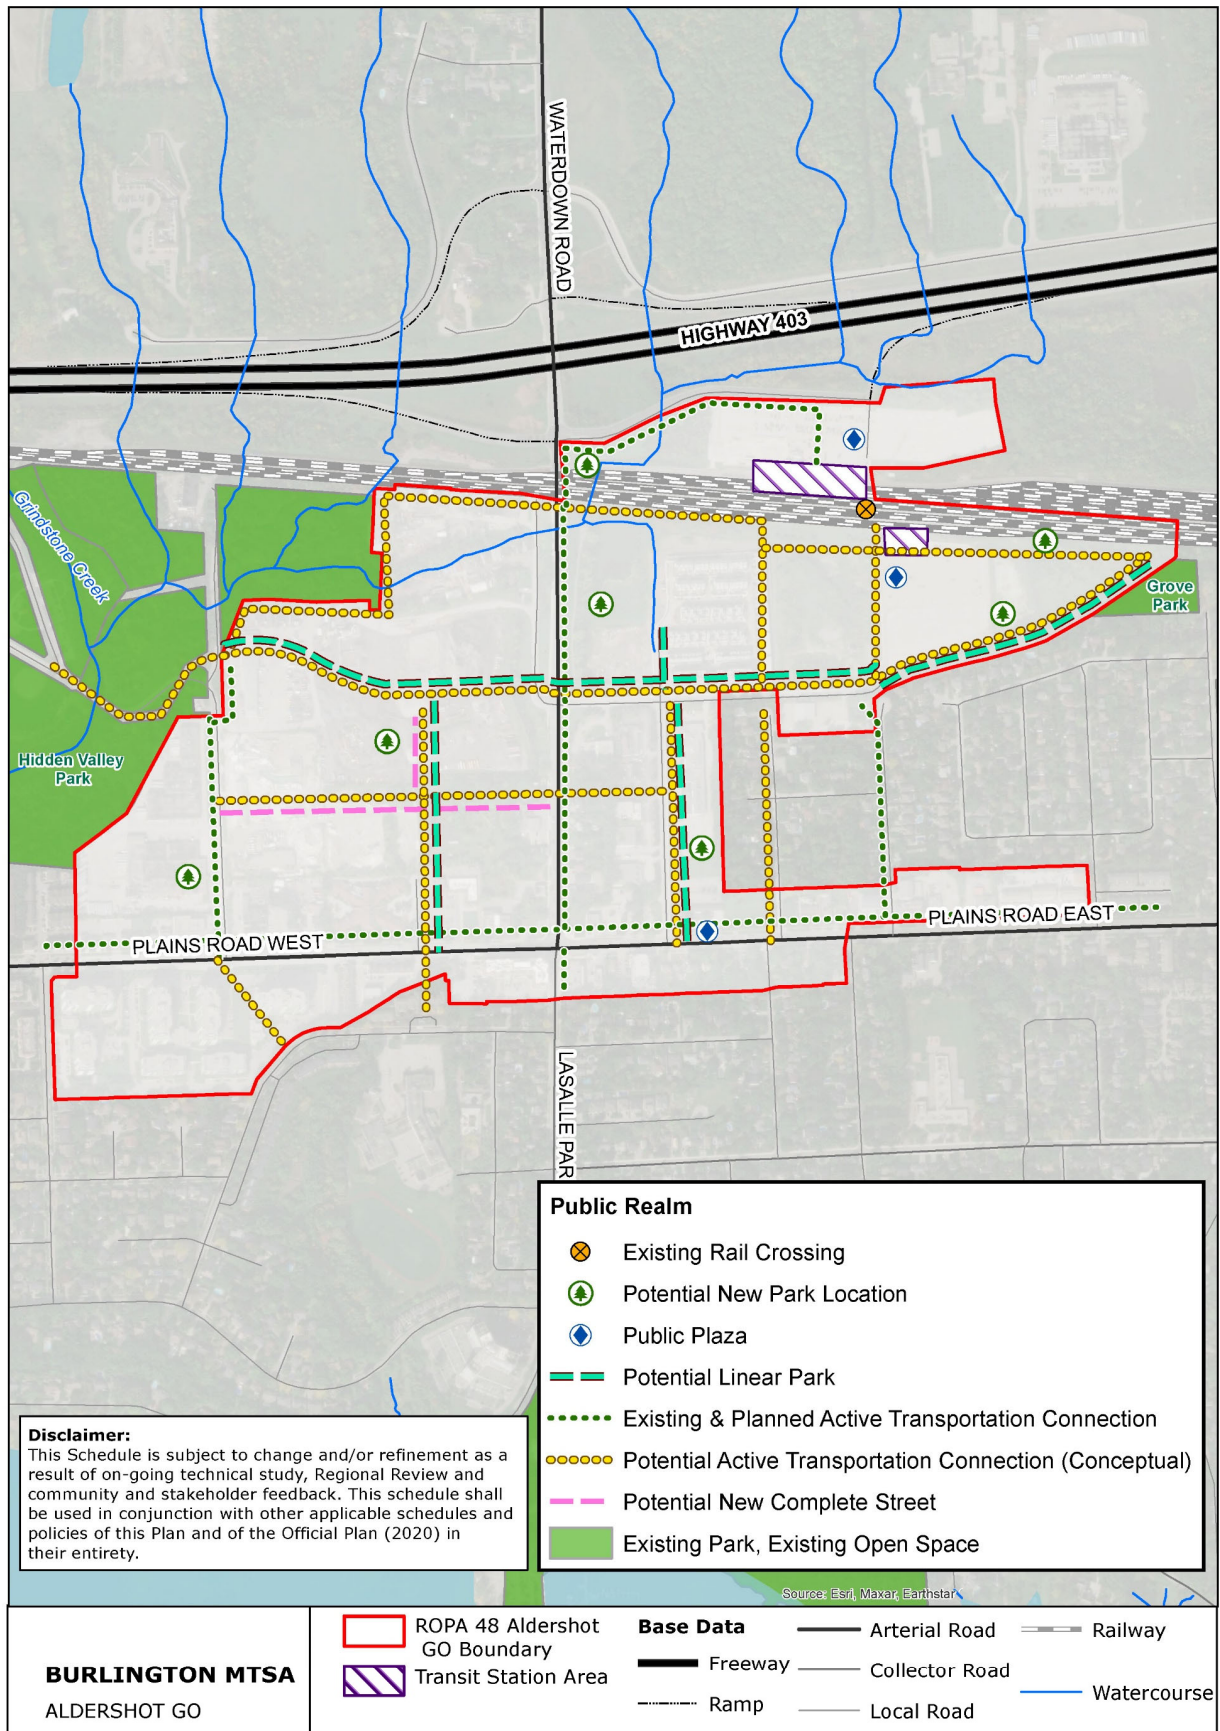 WATERDOWN ROAD
HIGHWAY 403
Grindstone Creek
Grove
Park
Hidden Valley
Park
PLAINS ROAD WEST
PLAINS ROAD EAST
LASALLE PAR
Public Realm
Existing Rail Crossing
Potential New Park Location
Public Plaza
Potential Linear Park
Existing & Planned Active Transportation Connection
Potential Active Transportation Connection (Conceptual)
Potential New Complete Street
Existing Park, Existing Open Space
Disclaimer:
This Schedule is subject to change and/or refinement as a
result of on-going technical study, Regional Review and
community and stakeholder feedback. This schedule shall
be used in conjunction with other applicable schedules and
policies of this Plan and of the Official Plan (2020) in
their entirety.
Source: Esri, Maxar, Earthstar
BURLINGTON MTSA
ALDERSHOT GO
ROPA 48 Aldershot
GO Boundary
Transit Station Area
Base Data
Freeway
Ramp
Arterial Road
Collector Road
Local Road
Railway
Watercourse